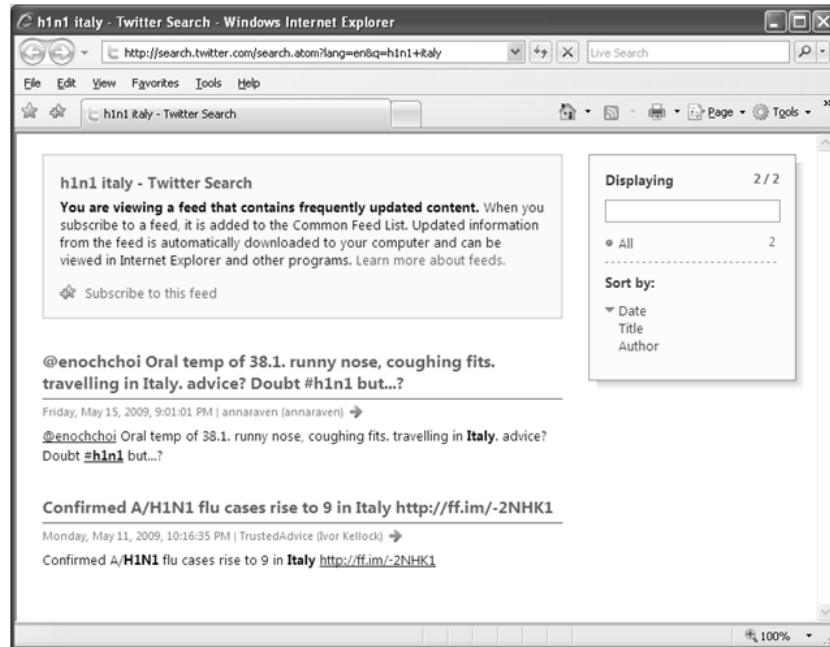 h1n1 italy - Twitter Search - Windows Internet Explorer
http://search.twitter.com/search.atom?lang=en&q=h1n1+italy
Live Search
File Edit View Favorites Tools Help
h1n1 italy - Twitter Search
Page Tools »
h1n1 italy - Twitter Search
You are viewing a feed that contains frequently updated content. When you
subscribe to a feed, it is added to the Common Feed List. Updated information
from the feed is automatically downloaded to your computer and can be
viewed in Internet Explorer and other programs. Learn more about feeds.
Subscribe to this feed
Displaying 2 / 2
All 2
Sort by:
Date
Title
Author
@enochchoi Oral temp of 38.1. runny nose, coughing fits.
travelling in Italy. advice? Doubt #h1n1 but...?
Friday, May 15, 2009, 9:01:01 PM | annaraven (annaraven)
@enochchoi Oral temp of 38.1. runny nose, coughing fits. travelling in Italy. advice?
Doubt #h1n1 but...?
Confirmed A/H1N1 flu cases rise to 9 in Italy http://ff.im/-2NHK1
Monday, May 11, 2009, 10:16:35 PM | TrustedAdvice (Ivor Kellock)
Confirmed A/H1N1 flu cases rise to 9 in Italy http://ff.im/-2NHK1
100%